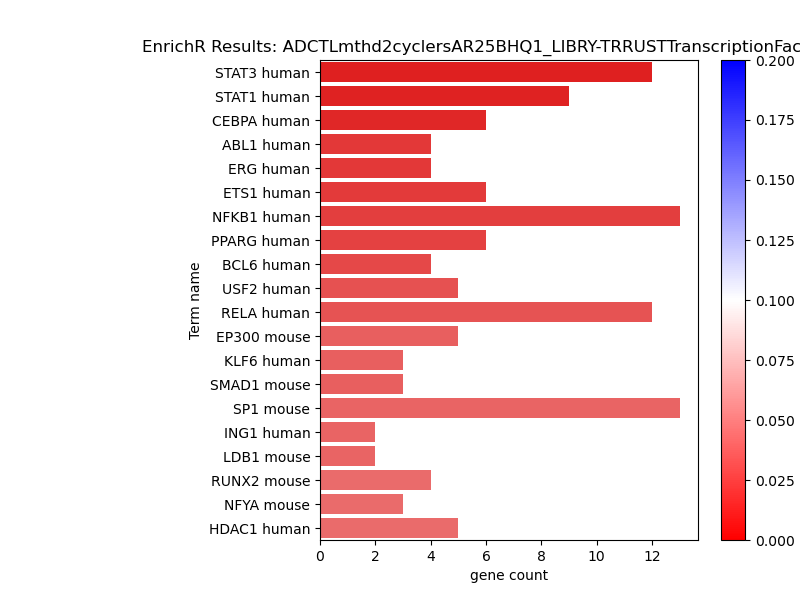 EnrichR Results: ADCTLmthd2cyclersAR25BHQ1_LIBRY-TRRUSTTranscriptionFac
STAT3 human
STAT1 human
CEBPA human
ABL1 human
ERG human
ETS1 human
NFKB1 human
PPARG human
BCL6 human
USF2 human
RELA human
EP300 mouse
KLF6 human
SMAD1 mouse
SP1 mouse
ING1 human
LDB1 mouse
RUNX2 mouse
NFYA mouse
HDAC1 human
Term name
0 2 4 6 8 10 12
gene count
0.200
0.175
0.150
0.125
0.100
0.075
0.050
0.025
0.000